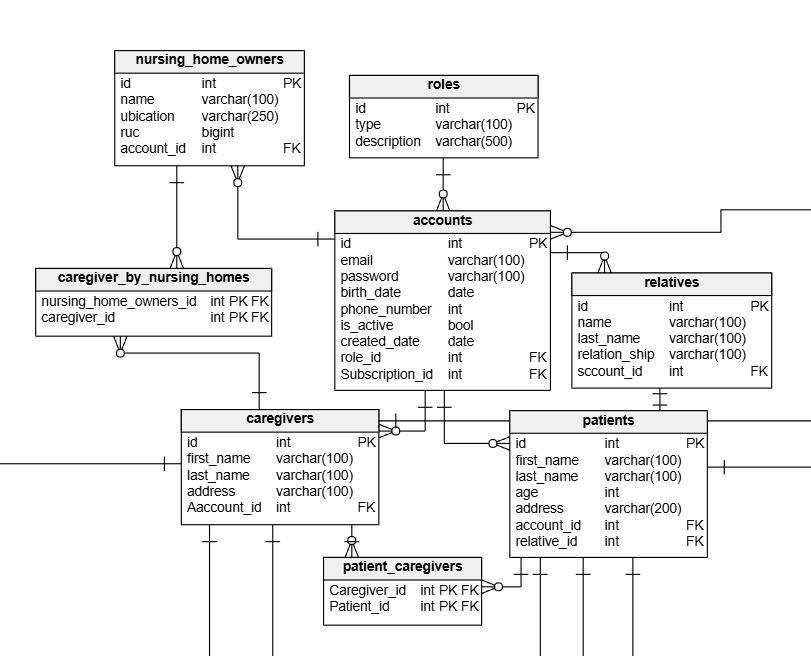 nursing_home_owners
id int PK
name varchar(100)
ubication varchar(250)
ruc bigint
account_id int FK
roles
id int PK
type varchar(100)
description varchar(500)
accounts
id int PK
email varchar(100)
password varchar(100)
birth_date date
phone_number int
is_active bool
created_date date
role_id int FK
Subscription_id int FK
caregiver_by_nursing_homes
nursing_home_owners_id int PK FK
caregiver_id int PK FK
relatives
id int PK
name varchar(100)
last_name varchar(100)
relation_ship varchar(100)
sccount_id int FK
caregivers
id int PK
first_name varchar(100)
last_name varchar(100)
address varchar(100)
Aaccount_id int FK
patients
id int PK
first_name varchar(100)
last_name varchar(100)
age int
address varchar(200)
account_id int FK
relative_id int FK
patient_caregivers
Caregiver_id int PK FK
Patient_id int PK FK